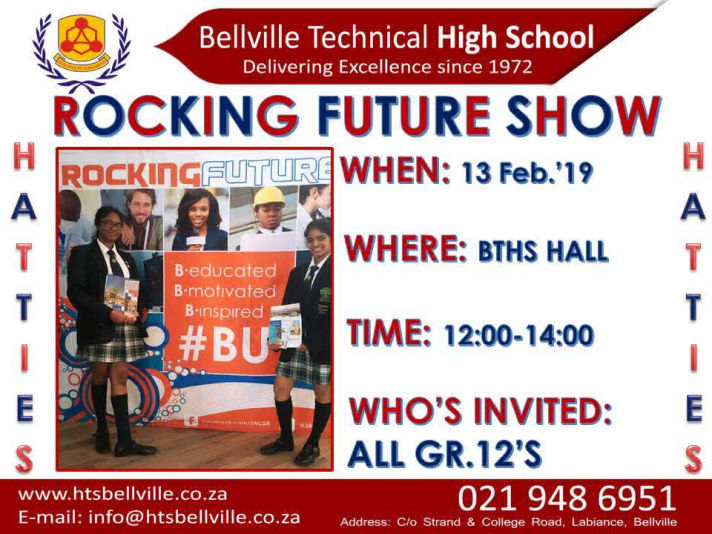 Bellville Technical High School
Delivering Excellence since 1972
ROCKING FUTURE SHOW
HATTIES
ROCKINGFUTURE
B-educated
B-motivated
B-inspired
#BU
WHEN: 13 Feb.'19
WHERE: BTHS HALL
TIME: 12:00-14:00
WHO'S INVITED:
ALL GR.12'S
HATTIES
www.htsbellville.co.za
E-mail: info@htsbellville.co.za
021 948 6951
Address: C/o Strand & College Road, Labiance, Bellville